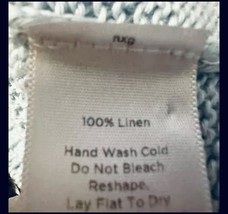 100% Linen
Hand Wash Cold
Do Not Bleach
Reshape,
Lay Flat To Dry